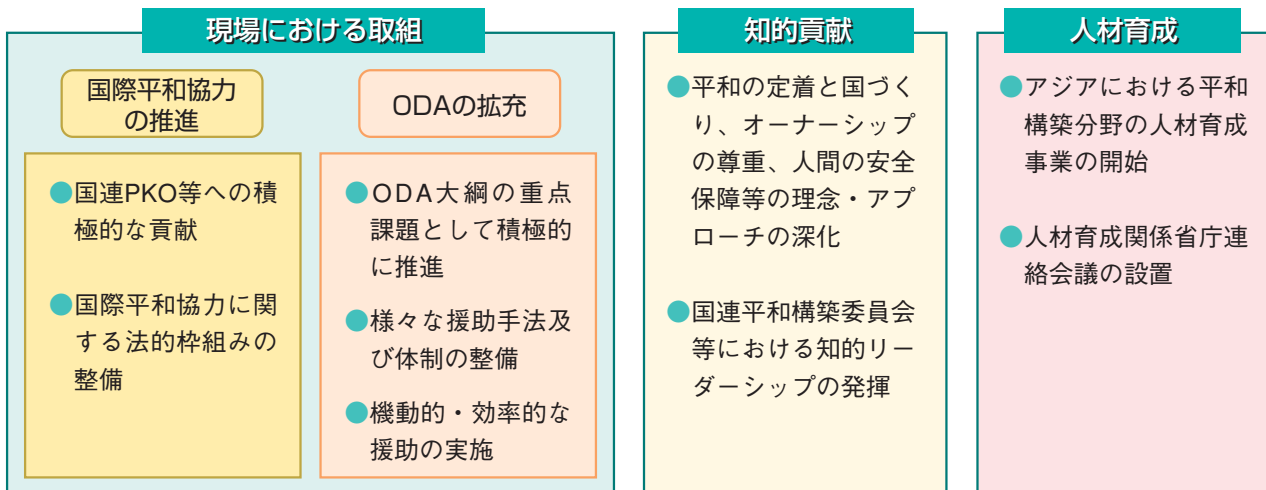 現場における取組
国際平和協力
の推進
●国連PKO等への積
極的な貢献
●国際平和協力に関
する法的枠組みの
整備
ODAの拡充
●ODA大綱の重点
課題として積極的
に推進
●様々な援助手法及
び体制の整備
●機動的・効率的な
援助の実施
知的貢献
●平和の定着と国づく
り、オーナーシップ
の尊重、人間の安全
保障等の理念・アプ
ローチの深化
●国連平和構築委員会
等における知的リー
ダーシップの発揮
人材育成
●アジアにおける平和
構築分野の人材育成
事業の開始
●人材育成関係省庁連
絡会議の設置